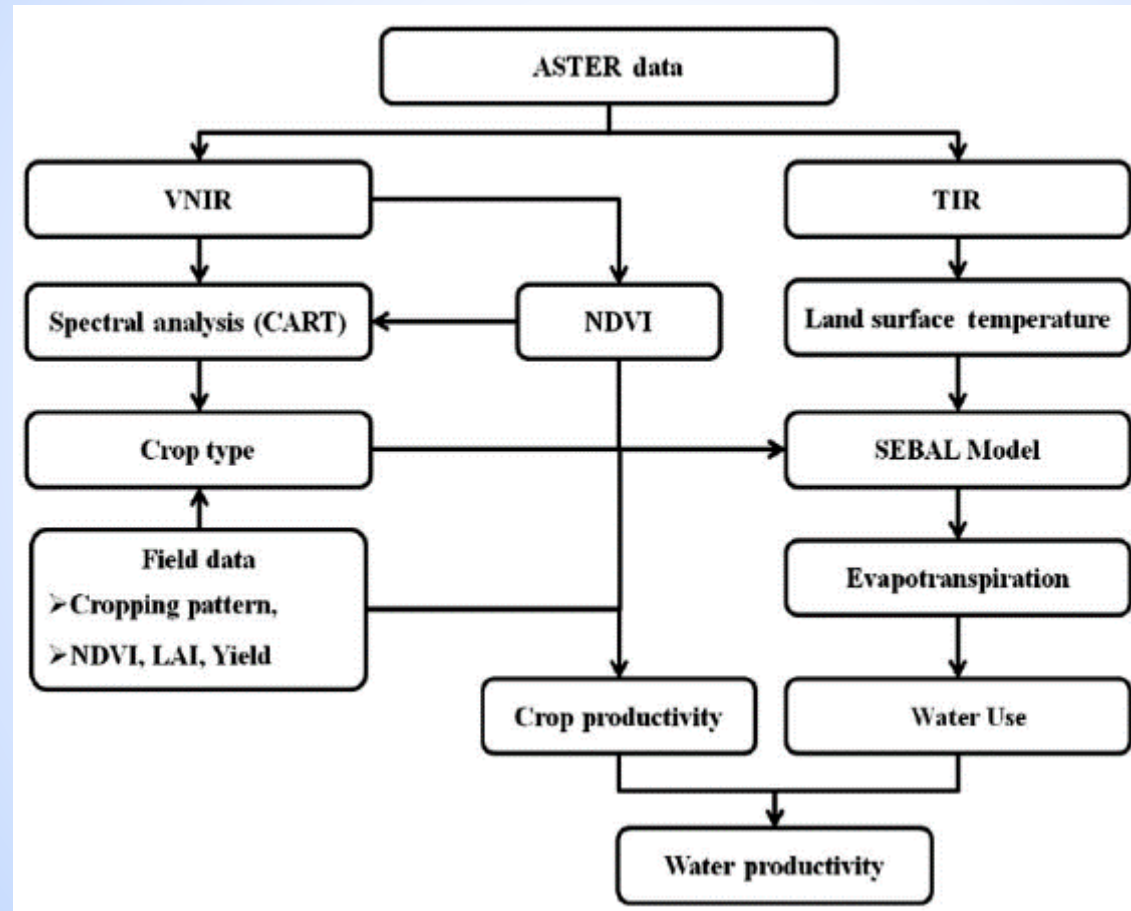 ASTER data
VNIR
TIR
Spectral analysis (CART)
NDVI
Land surface temperature
Crop type
SEBAL Model
Field data
➢Cropping pattern,
➢NDVI, LAI, Yield
Evapotranspiration
Crop productivity
Water Use
Water productivity